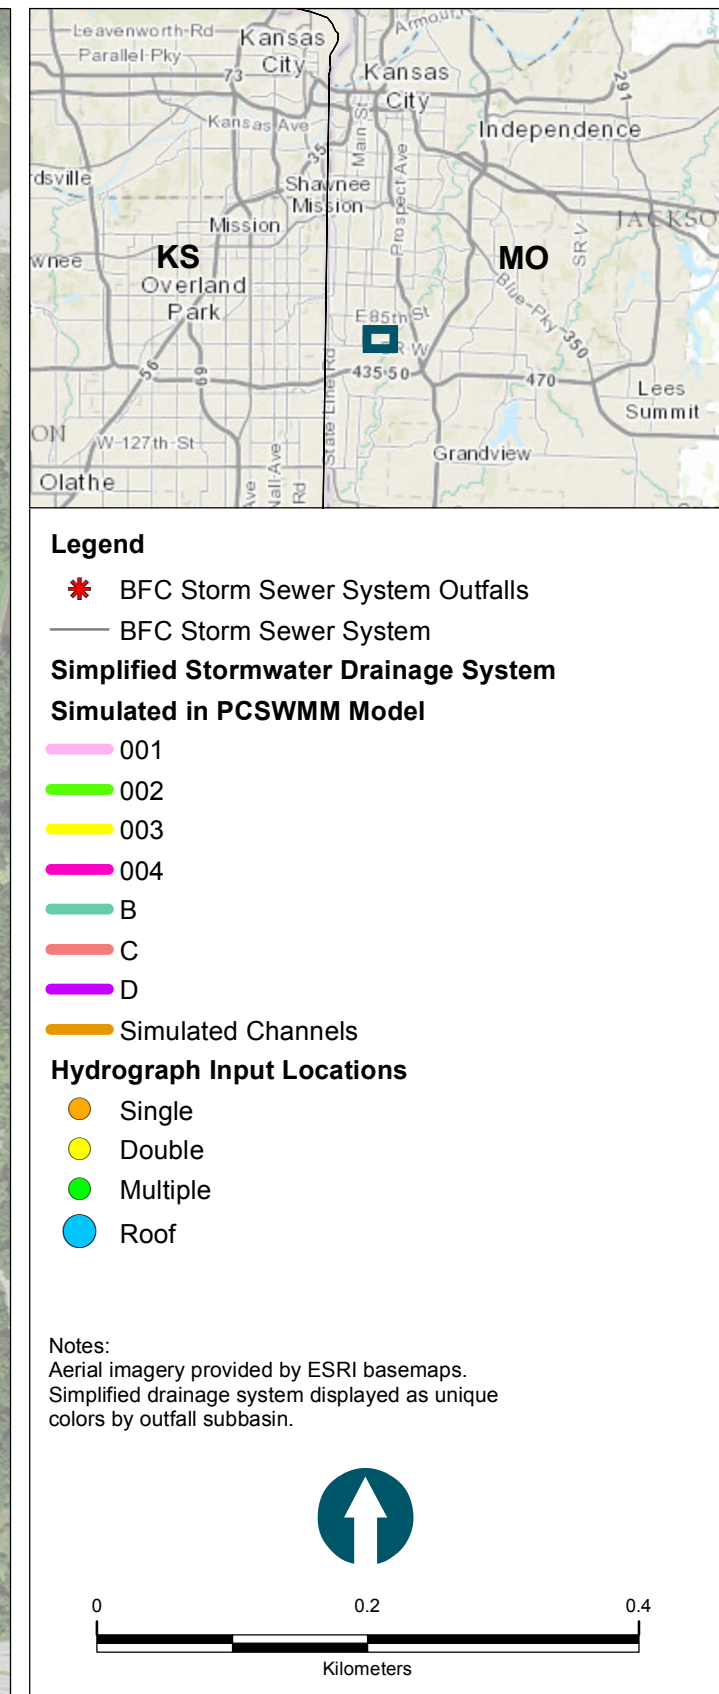 Leavenworth-Rd
Parallel-Pky
Kansas
City
Armour
73
Kansas
City
291
Kansas Ave
Main-St
Independence
35
rdsville
Shawnee
Mission
Prospect Ave
Mission
JACKSO
SR-V
wnee
KS
MO
Overland
Park
Blue-Pky
350
E 85th St
R-W
56
69
435-50
470
Lees
Summit
State Line Rd
ON
W-127th-St
Grandview
Olathe
Ave
Nall-Ave
Rd
Legend
BFC Storm Sewer System Outfalls
BFC Storm Sewer System
Simplified Stormwater Drainage System
Simulated in PCSWMM Model
001
002
003
004
B
C
D
Simulated Channels
Hydrograph Input Locations
Single
Double
Multiple
Roof
Notes:
Aerial imagery provided by ESRI basemaps.
Simplified drainage system displayed as unique
colors by outfall subbasin.
0 0.2 0.4
Kilometers